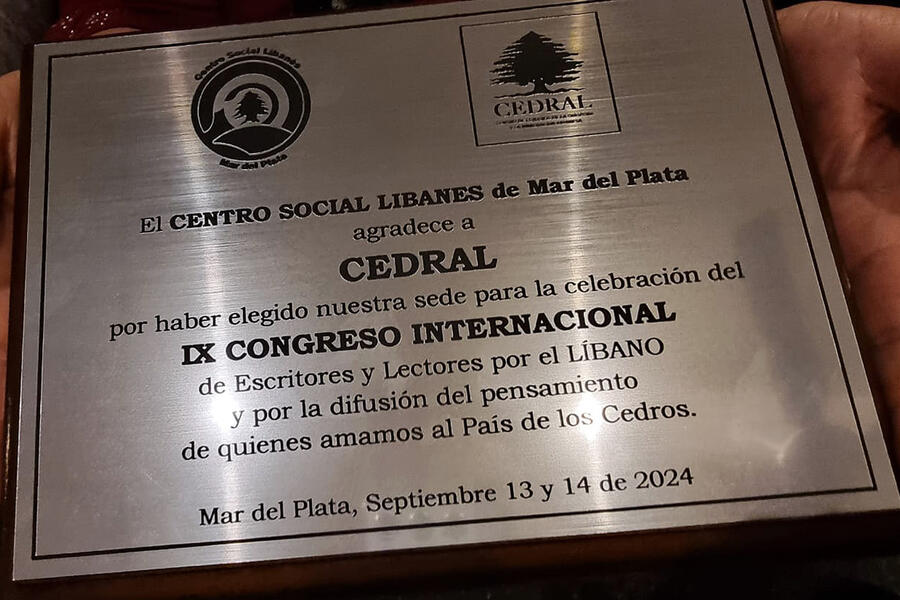 Centro Social Libanés
Mar del Plata
CEDRAL
El CENTRO SOCIAL LIBANES de Mar del Plata
agradece a
CEDRAL
por haber elegido nuestra sede para la celebración del
IX CONGRESO INTERNACIONAL
de Escritores y Lectores por el LÍBANO
y por la difusión del pensamiento
de quienes amamos al País de los Cedros.
Mar del Plata, Septiembre 13 y 14 de 2024